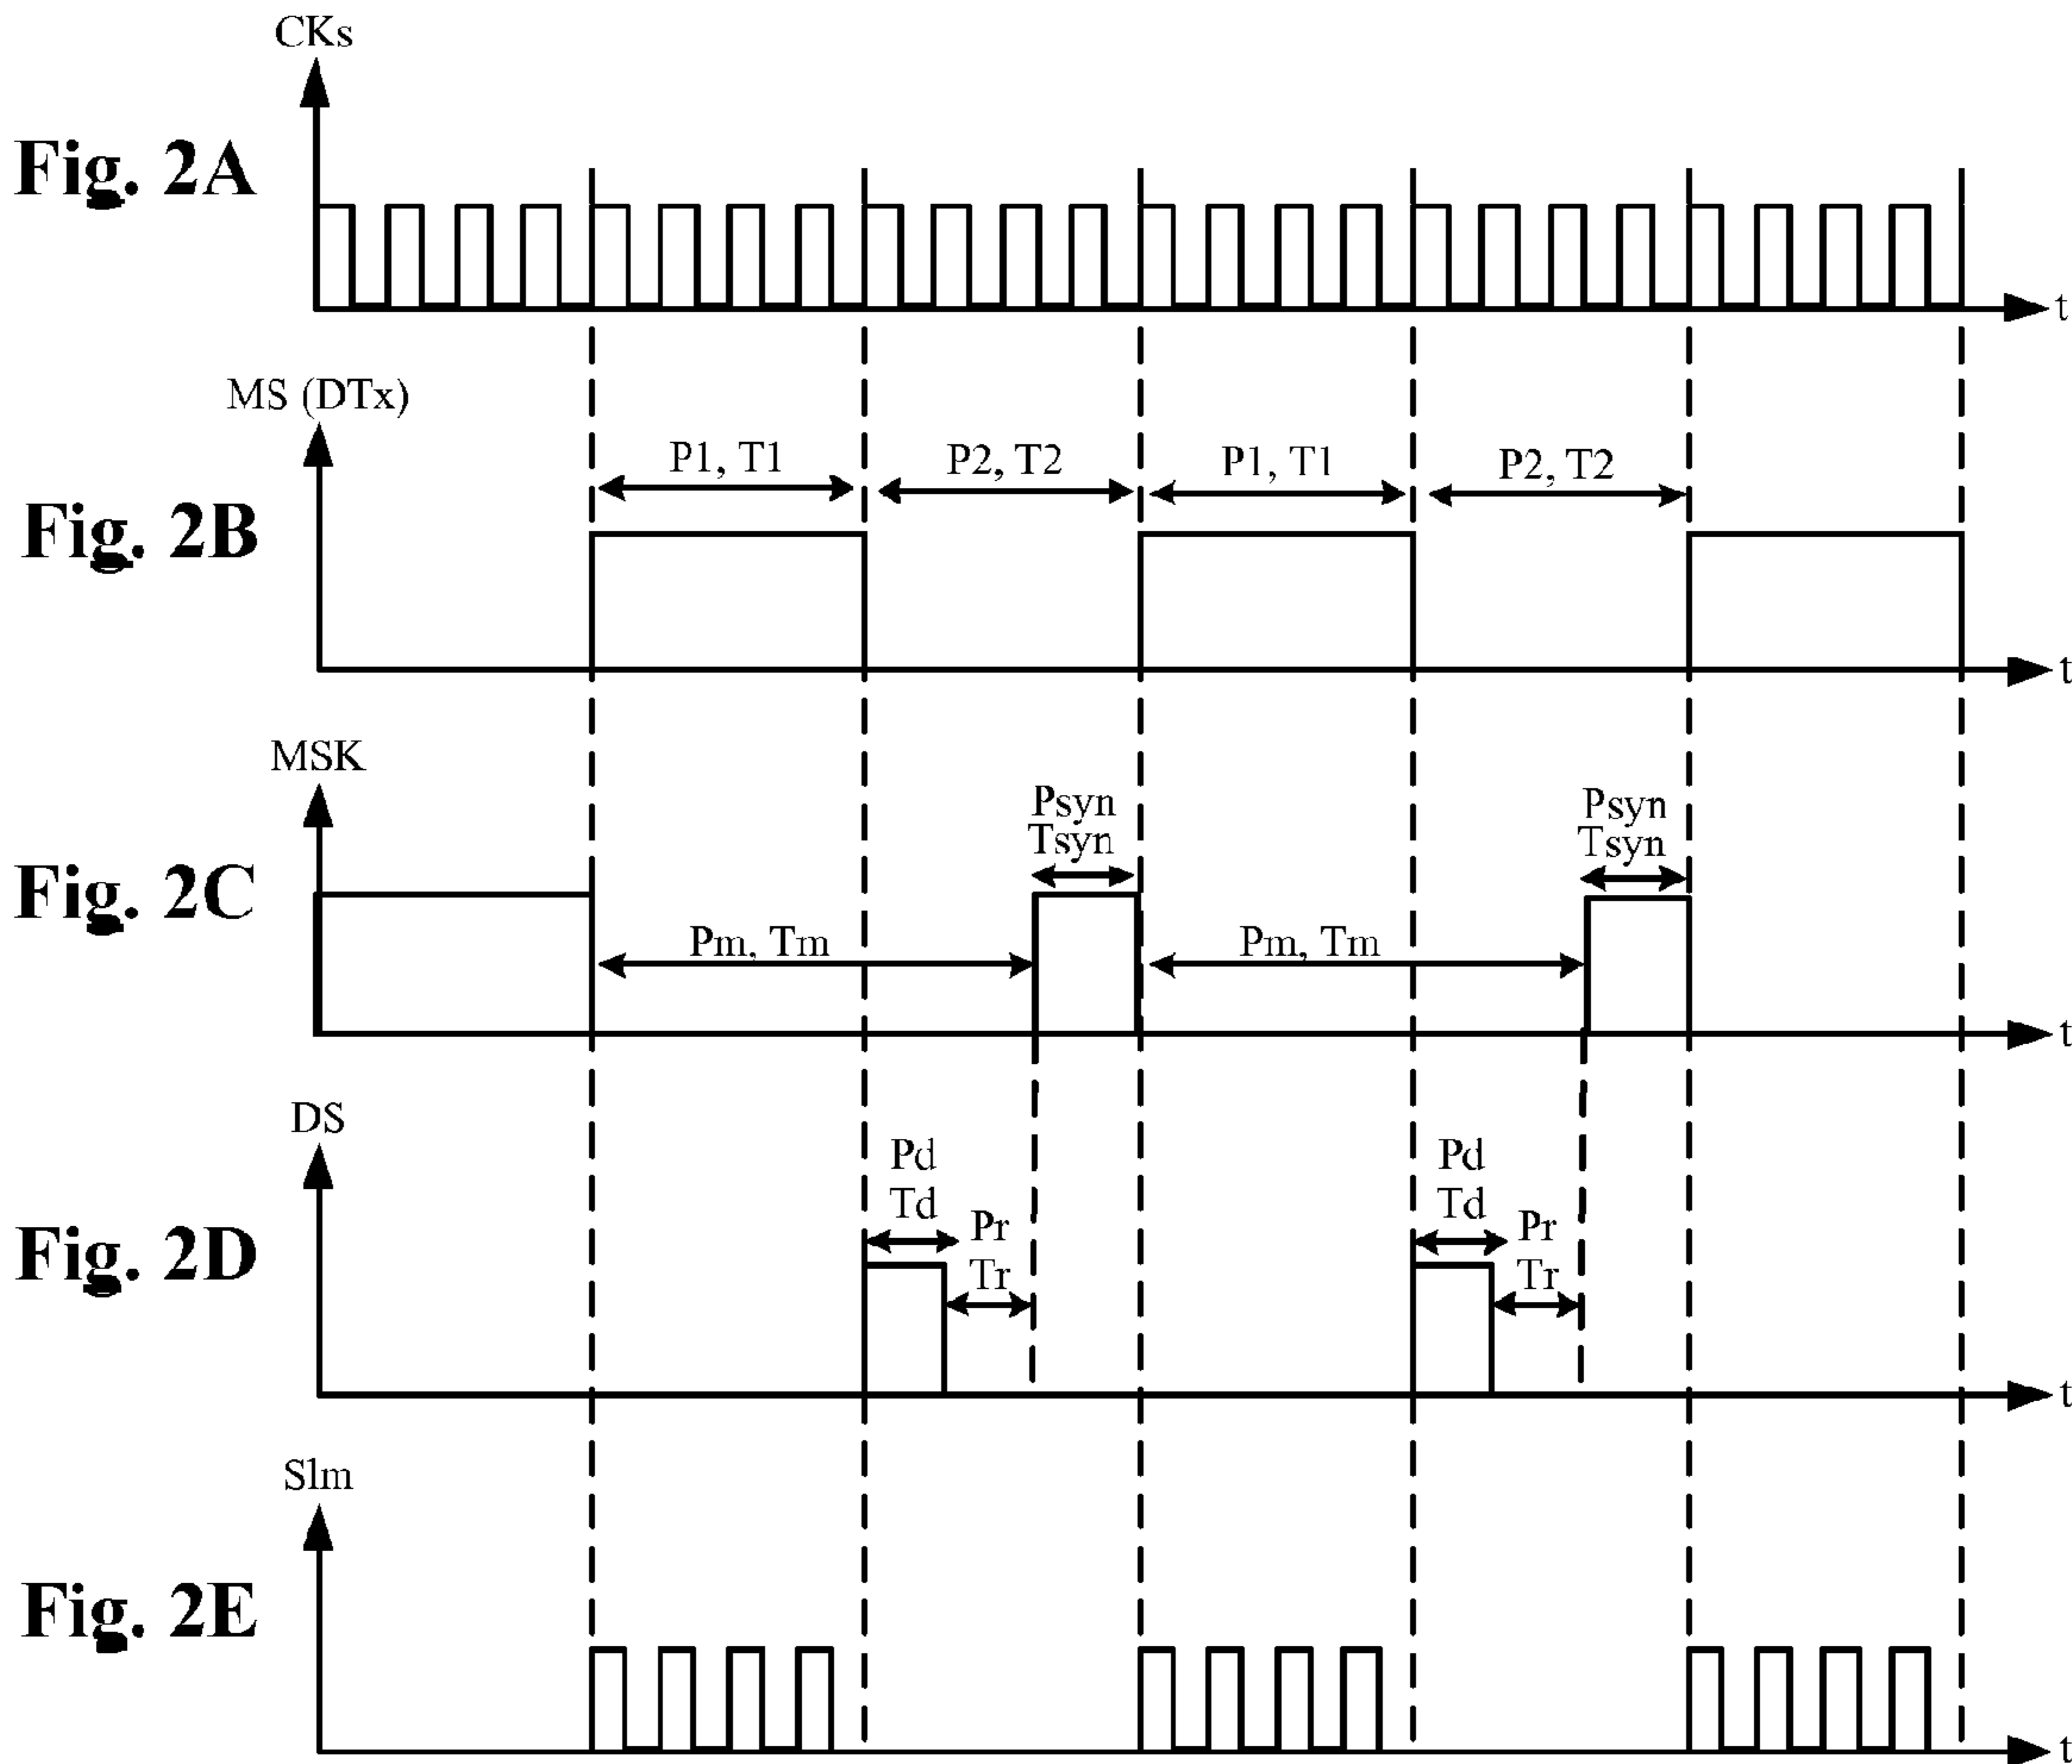 CKs
Fig. 2A
t
MS (DTx)
P1, T1
P2, T2
P1, T1
P2, T2
Fig. 2B
t
MSK
Psyn
Tsyn
Psyn
Tsyn
Fig. 2C
Pm, Tm
Pm, Tm
t
DS
Pd
Td
Pr
Tr
Pd
Td
Pr
Tr
Fig. 2D
t
Slm
Fig. 2E
t